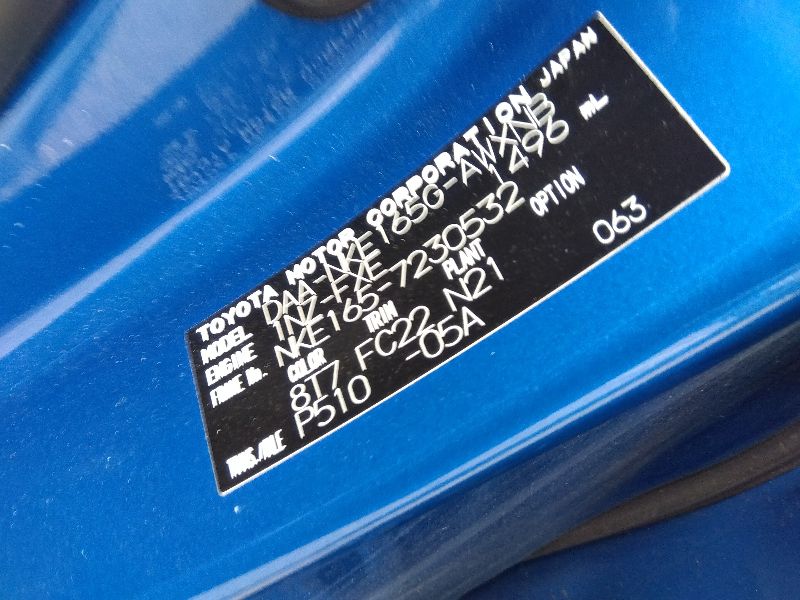 TOYOTA MOTOR CORPORATION JAPAN
MODEL DAA-NKE165G-AWXNB
ENGINE 1NZ-FXE 1496 mL
FRAME No. NKE165-7230532
COLOR TRIM PLANT OPTION
8T7 FC22 N21 063
TRANS./AXLE P510 -05A